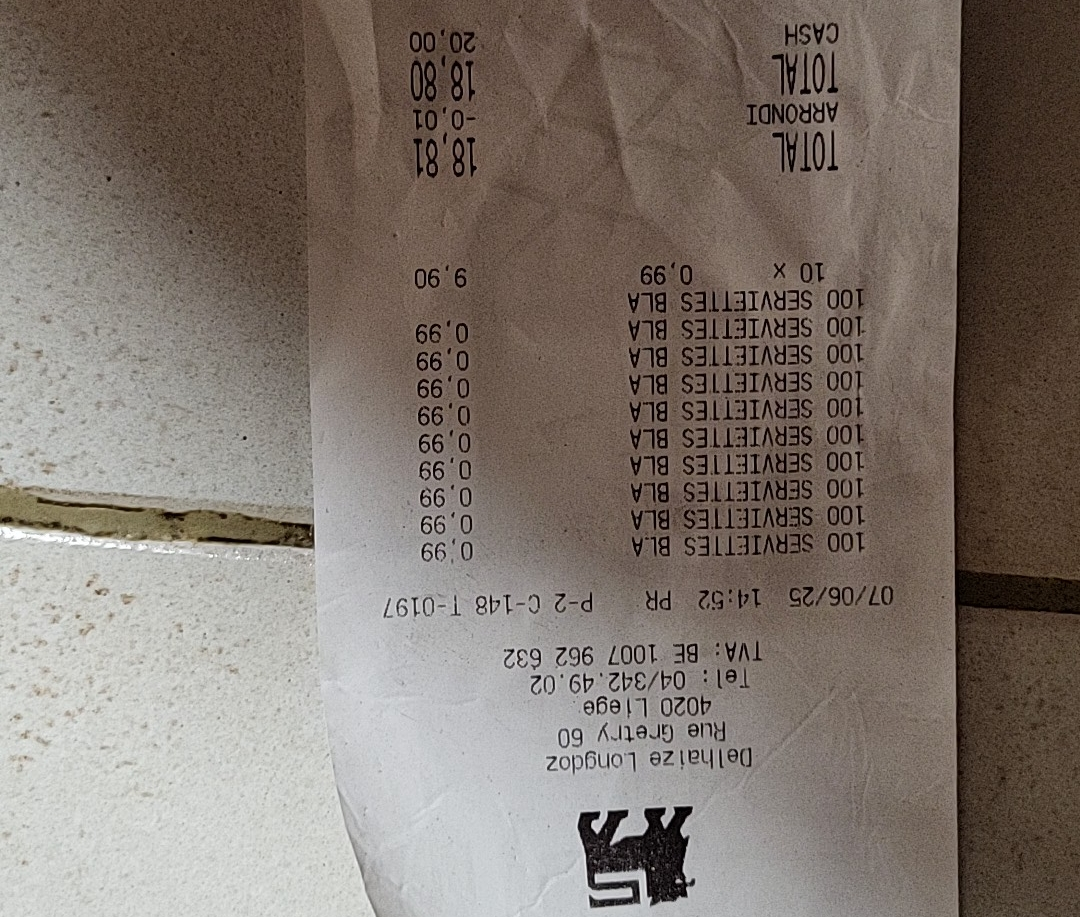 Delhaize Longdoz
Rue Gretry 60
4020 Liege
Tel: 04/342.49.02
TVA: BE 1007 962 632
07/06/25 14:52 PR P-2 C-148 T-0197
100 SERVIETTES BLA 0,99
100 SERVIETTES BLA 0,99
100 SERVIETTES BLA 0,99
100 SERVIETTES BLA 0,99
100 SERVIETTES BLA 0,99
100 SERVIETTES BLA 0,99
100 SERVIETTES BLA 0,99
100 SERVIETTES BLA 0,99
100 SERVIETTES BLA 0,99
100 SERVIETTES BLA
10 x 0,99 9,90
TOTAL 18,81
ARRONDI -0,01
TOTAL 18,80
CASH 20,00